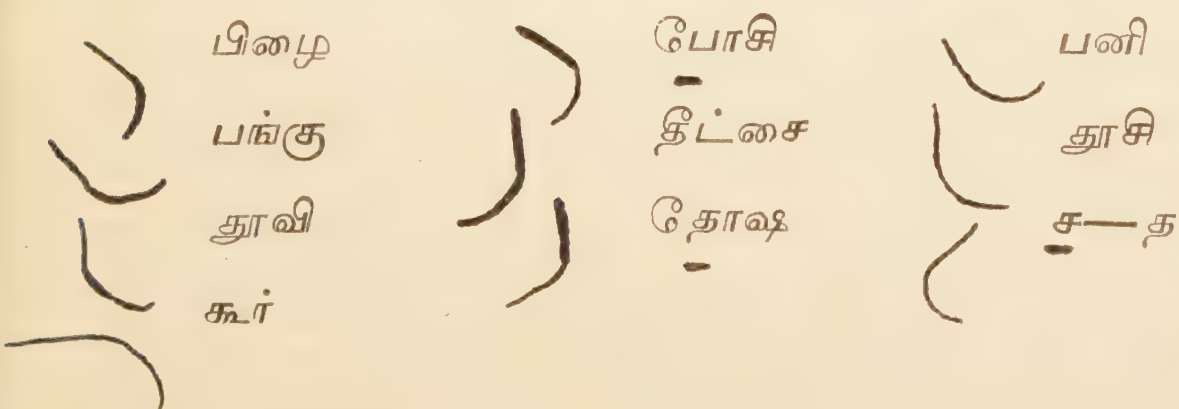 பிழை போசி பனி
பங்கு தீட்சை தூசி
தூவி தோஷ ச—த
கூர்